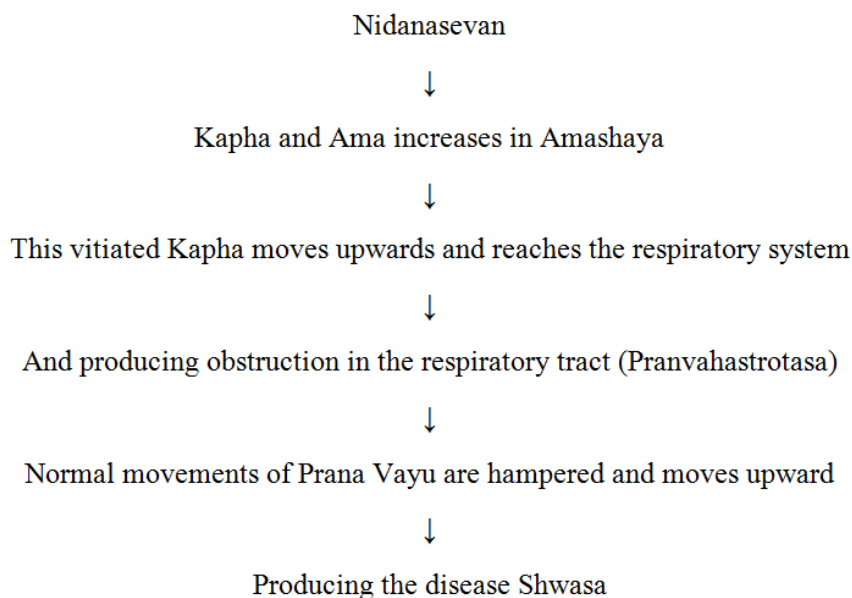 Nidanasevan
↓
Kapha and Ama increases in Amashaya
↓
This vitiated Kapha moves upwards and reaches the respiratory system
↓
And producing obstruction in the respiratory tract (Pranvahastrotasa)
↓
Normal movements of Prana Vayu are hampered and moves upward
↓
Producing the disease Shwasa